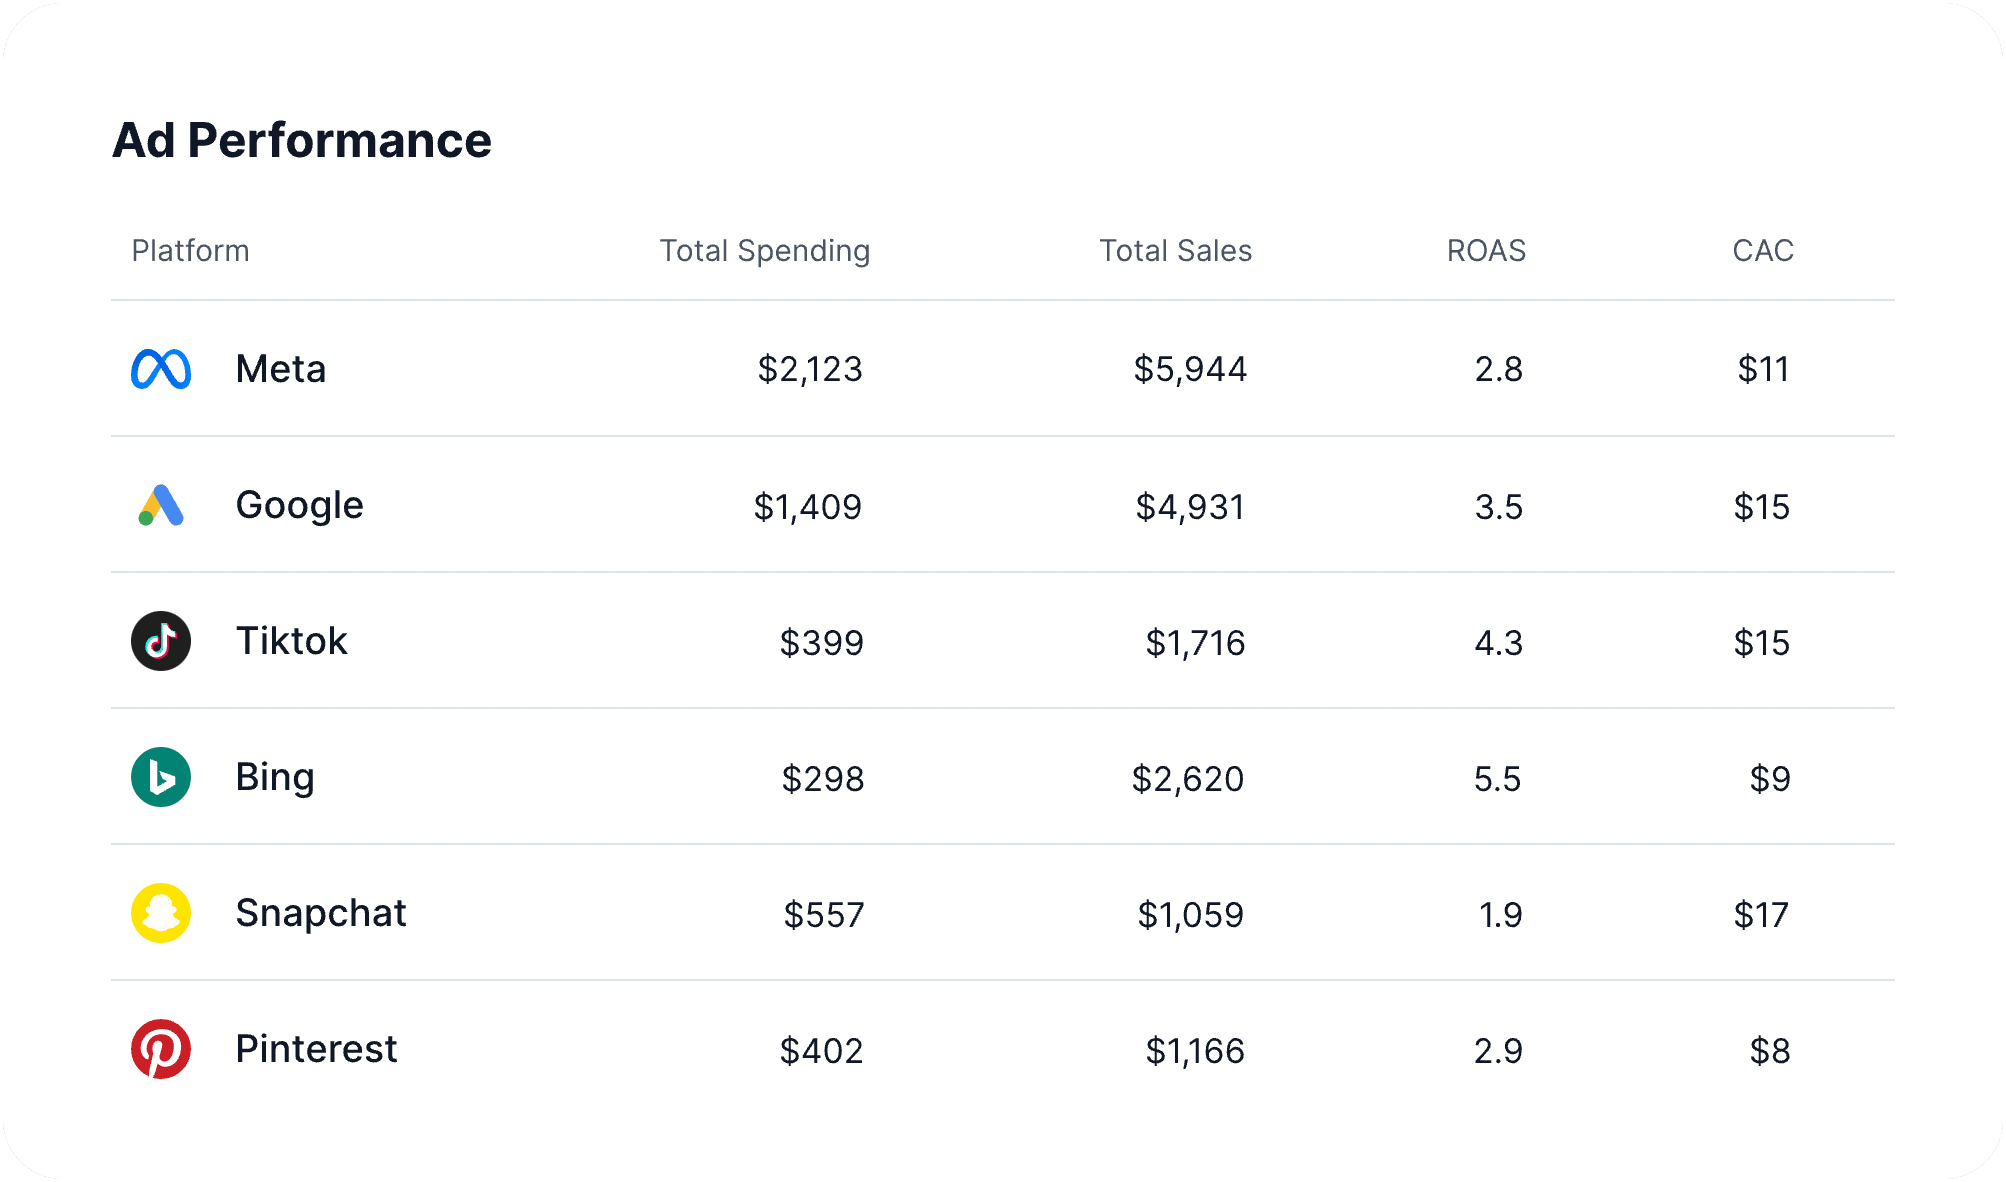 Ad Performance
Platform Total Spending Total Sales ROAS CAC
Meta $2,123 $5,944 2.8 $11
Google $1,409 $4,931 3.5 $15
Tiktok $399 $1,716 4.3 $15
Bing $298 $2,620 5.5 $9
Snapchat $557 $1,059 1.9 $17
Pinterest $402 $1,166 2.9 $8